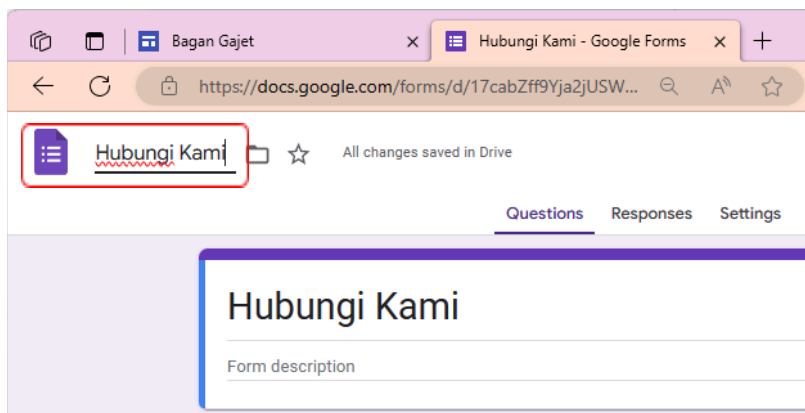 Bagan Gajet
Hubungi Kami - Google Forms
https://docs.google.com/forms/d/17cabZff9Yja2jUSW...
Hubungi Kami
All changes saved in Drive
Questions Responses Settings
Hubungi Kami
Form description